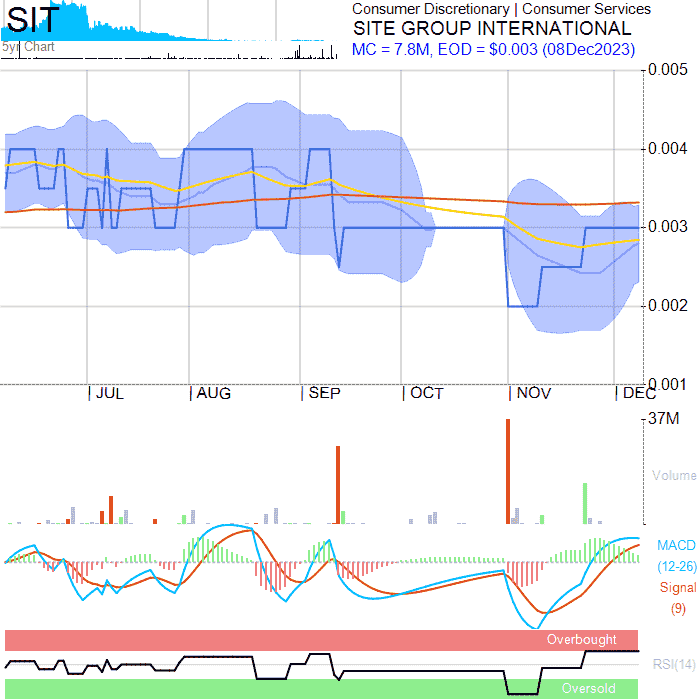 SIT
Consumer Discretionary | Consumer Services
SITE GROUP INTERNATIONAL
MC = 7.8M, EOD = $0.003 (08Dec2023)
5yr Chart
0.005
0.004
0.003
0.002
0.001
JUL AUG SEP OCT NOV DEC
37M
Volume
MACD
(12-26)
Signal
(9)
Overbought
RSI(14)
Oversold